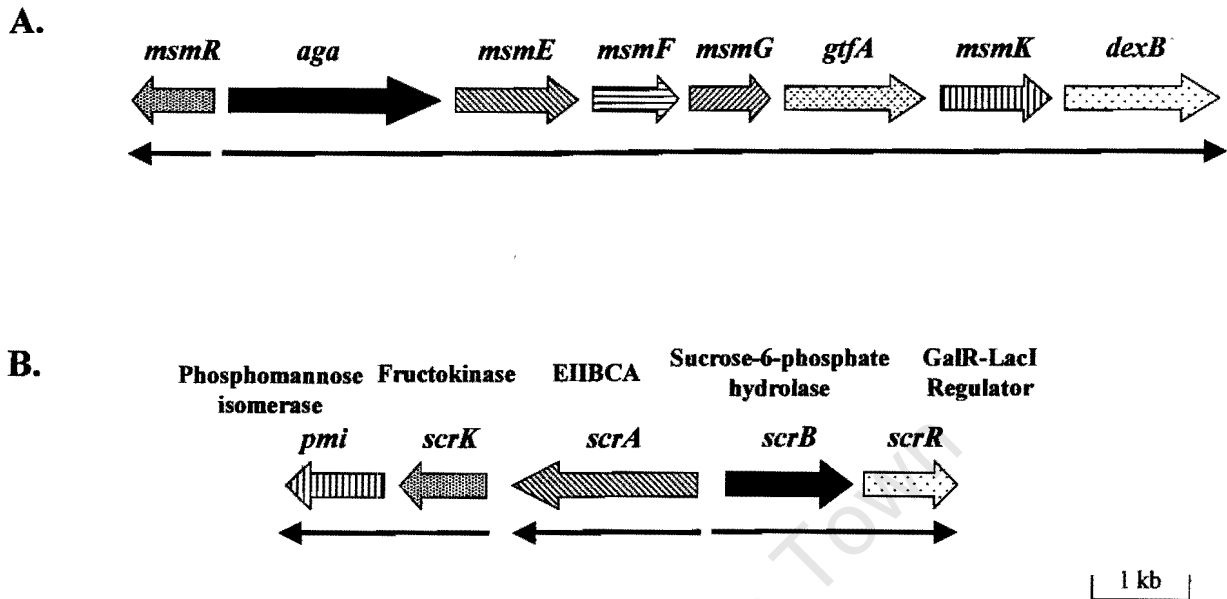 A.
msmR aga msmE msmF msmG gtfA msmK dexB
B.
Phosphomannose isomerase Fructokinase EIIBCA Sucrose-6-phosphate hydrolase GalR-LacI Regulator
pmi scrK scrA scrB scrR
Town
1 kb